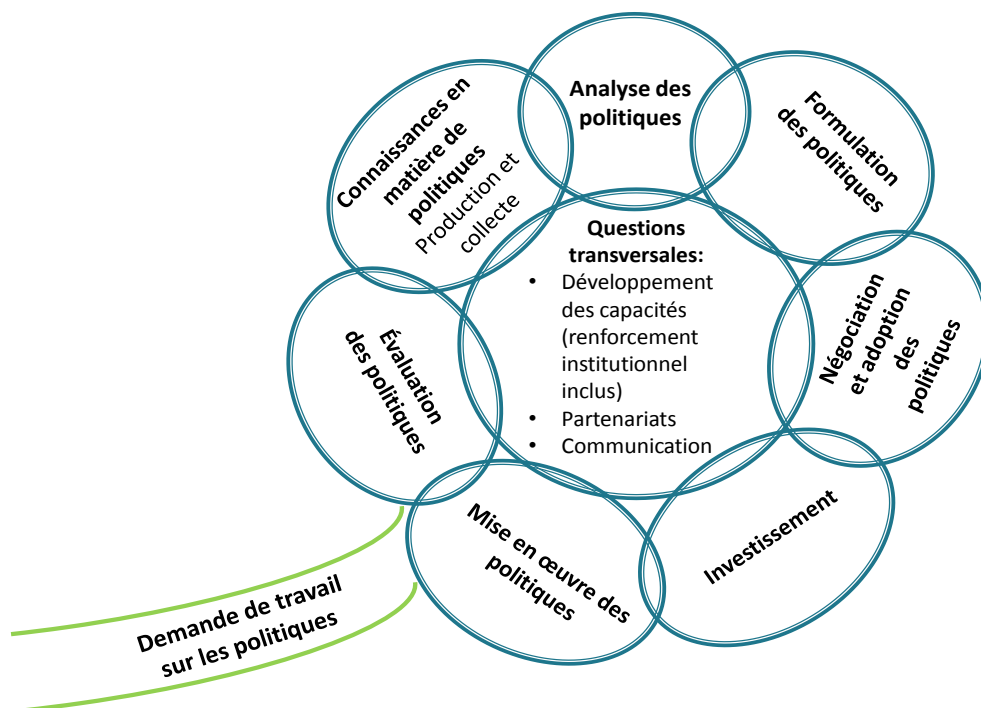 Analyse des
politiques
Formulation
des politiques
Négociation
et adoption
des
politiques
Investissement
Mise en œuvre des
politiques
Évaluation
des politiques
Connaissances en
matière de
politiques
Production et
collecte
Questions
transversales:
• Développement
des capacités
(renforcement
institutionnel
inclus)
• Partenariats
• Communication
Demande de travail
sur les politiques